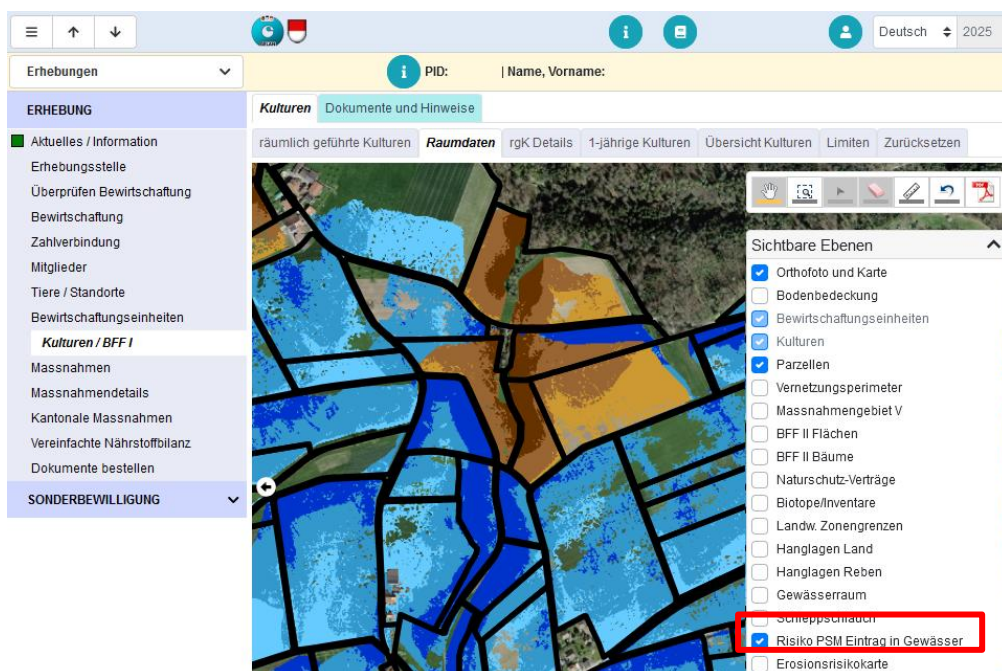 Deutsch 2025
Erhebungen
PID: | Name, Vorname:
ERHEBUNG
Aktuelles / Information
Erhebungsstelle
Überprüfen Bewirtschaftung
Bewirtschaftung
Zahlverbindung
Mitglieder
Tiere / Standorte
Bewirtschaftungseinheiten
Kulturen / BFF I
Massnahmen
Massnahmendetails
Kantonale Massnahmen
Vereinfachte Nährstoffbilanz
Dokumente bestellen
SONDERBEWILLIGUNG
Kulturen Dokumente und Hinweise
räumlich geführte Kulturen Raumdaten rgK Details 1-jährige Kulturen Übersicht Kulturen Limiten Zurücksetzen
Sichtbare Ebenen
Orthofoto und Karte
Bodenbedeckung
Bewirtschaftungseinheiten
Kulturen
Parzellen
Vernetzungsperimeter
Massnahmengebiet V
BFF II Flächen
BFF II Bäume
Naturschutz-Verträge
Biotope/Inventare
Landw. Zonengrenzen
Hanglagen Land
Hanglagen Reben
Gewässerraum
Schleppschlauch
Risiko PSM Eintrag in Gewässer
Erosionsrisikokarte